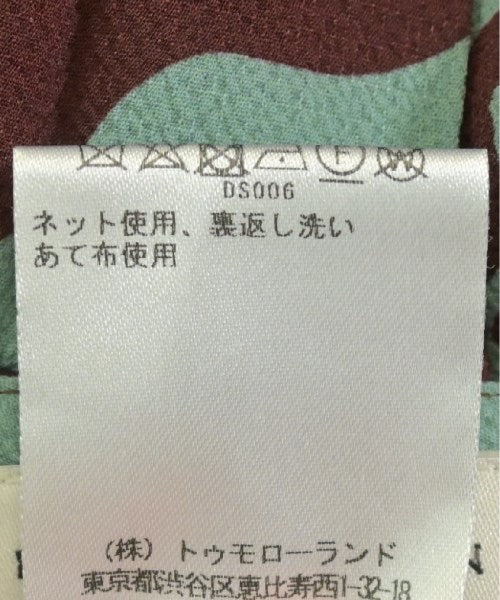 DS006
ネット使用、裏返し洗い
あて布使用
(株) トゥモローランド
東京都渋谷区恵比寿西1-32-18